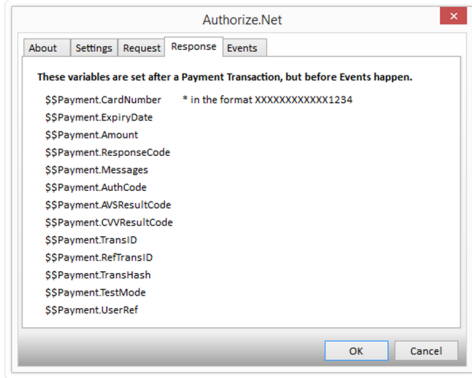 Authorize.Net
About Settings Request Response Events
These variables are set after a Payment Transaction, but before Events happen.
$$Payment.CardNumber * in the format XXXXXXXXXXXX1234
$$Payment.ExpiryDate
$$Payment.Amount
$$Payment.ResponseCode
$$Payment.Messages
$$Payment.AuthCode
$$Payment.AVSResultCode
$$Payment.CVVResultCode
$$Payment.TransID
$$Payment.RefTransID
$$Payment.TransHash
$$Payment.TestMode
$$Payment.UserRef
OK Cancel